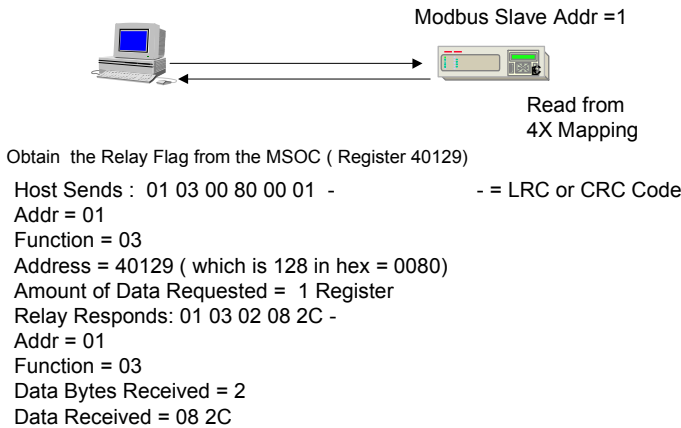 Modbus Slave Addr =1
Read from
4X Mapping
Obtain the Relay Flag from the MSOC ( Register 40129)
Host Sends : 01 03 00 80 00 01 - - = LRC or CRC Code
Addr = 01
Function = 03
Address = 40129 ( which is 128 in hex = 0080)
Amount of Data Requested = 1 Register
Relay Responds: 01 03 02 08 2C -
Addr = 01
Function = 03
Data Bytes Received = 2
Data Received = 08 2C